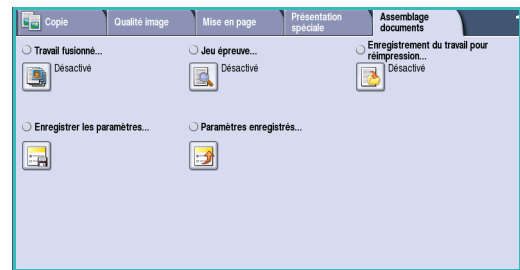 Copie
Qualité image
Mise en page
Présentation
spéciale
Assemblage
documents
Travail fusionné...
Désactivé
Jeu épreuve...
Désactivé
Enregistrement du travail pour
réimpression...
Désactivé
Enregistrer les paramètres...
Paramètres enregistrés...